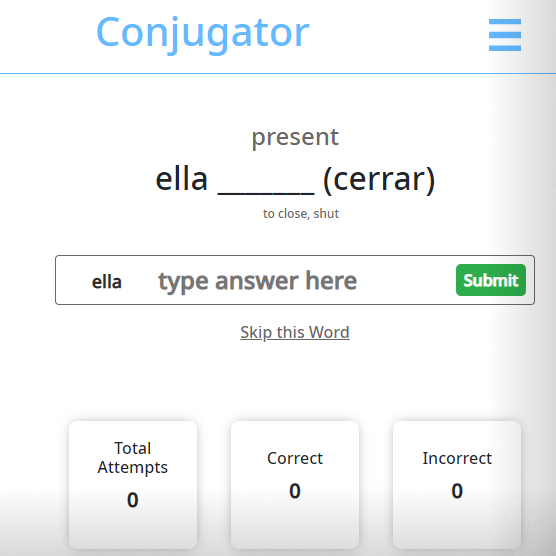 Conjugator
present
ella _______ (cerrar)
to close, shut
ella type answer here Submit
Skip this Word
Total Attempts
0
Correct
0
Incorrect
0